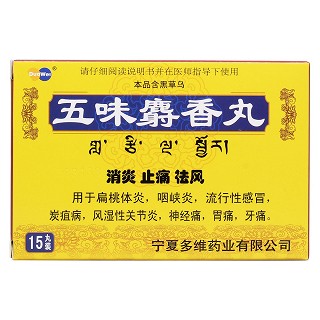 DuoWei
请仔细阅读说明书并在医师指导下使用
本品含黑草乌
五味麝香丸
消炎 止痛 祛风
用于扁桃体炎，咽峡炎，流行性感冒，
炭疽病，风湿性关节炎，神经痛，胃痛，牙痛。
15丸装
宁夏多维药业有限公司